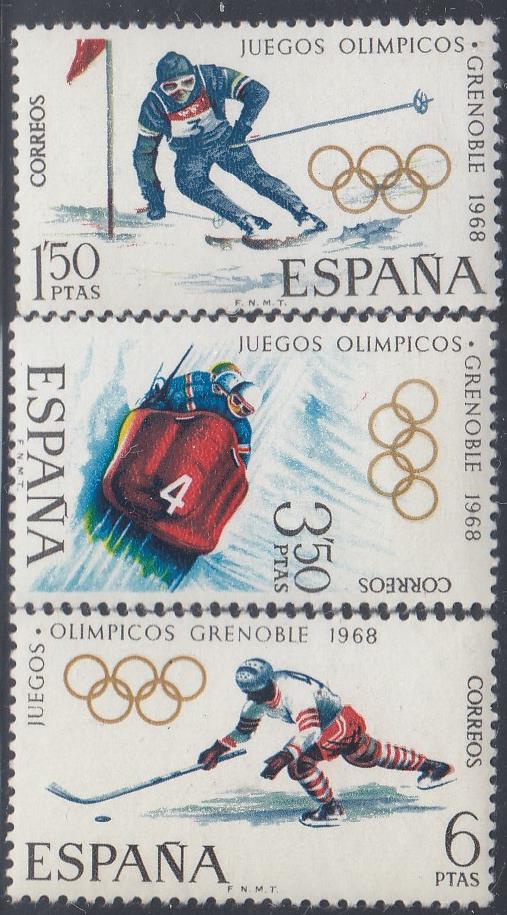 JUEGOS OLIMPICOS · GRENOBLE 1968
CORREOS
3
1'50
PTAS
ESPAÑA
F.N.M.T.
JUEGOS OLIMPICOS · GRENOBLE 1968
ESPAÑA
F.N.M.T.
4
3'50
PTAS
CORREOS
JUEGOS · OLIMPICOS GRENOBLE 1968
CORREOS
6
PTAS
ESPAÑA
F.N.M.T.